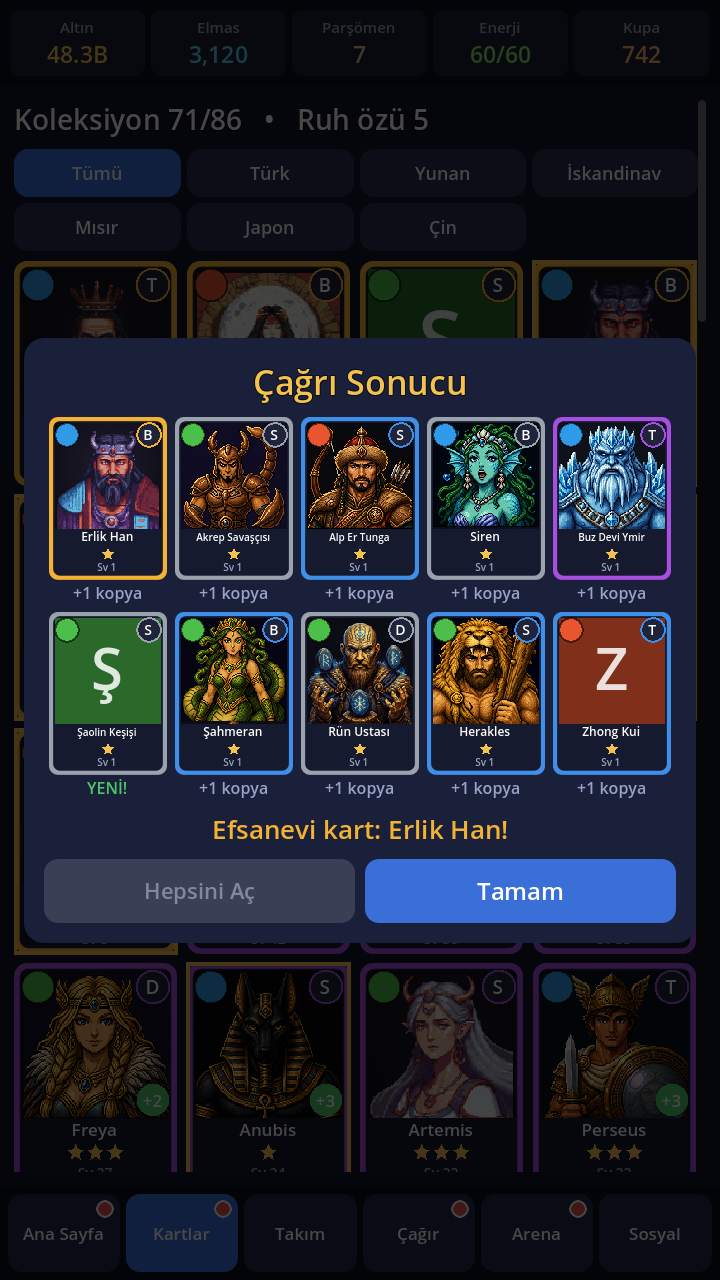 Altın Elmas Parşömen Enerji Kupa
48.3B 3,120 7 60/60 742
Koleksiyon 71/86 • Ruh özü 5
Tümü Türk Yunan İskandinav
Mısır Japon Çin
T B S B
Ş
Çağrı Sonucu
B S S B T
Erlik Han Akrep Savaşçısı Alp Er Tunga Siren Buz Devi Ymir
Sv 1 Sv 1 Sv 1 Sv 1 Sv 1
+1 kopya +1 kopya +1 kopya +1 kopya +1 kopya
S B D S T
Ş Z
Şaolin Keşişi Şahmeran Rün Ustası Herakles Zhong Kui
Sv 1 Sv 1 Sv 1 Sv 1 Sv 1
YENİ! +1 kopya +1 kopya +1 kopya +1 kopya
Efsanevi kart: Erlik Han!
Hepsini Aç Tamam
D S S T
+2 +3 +3
Freya Anubis Artemis Perseus
Ana Sayfa Kartlar Takım Çağır Arena Sosyal